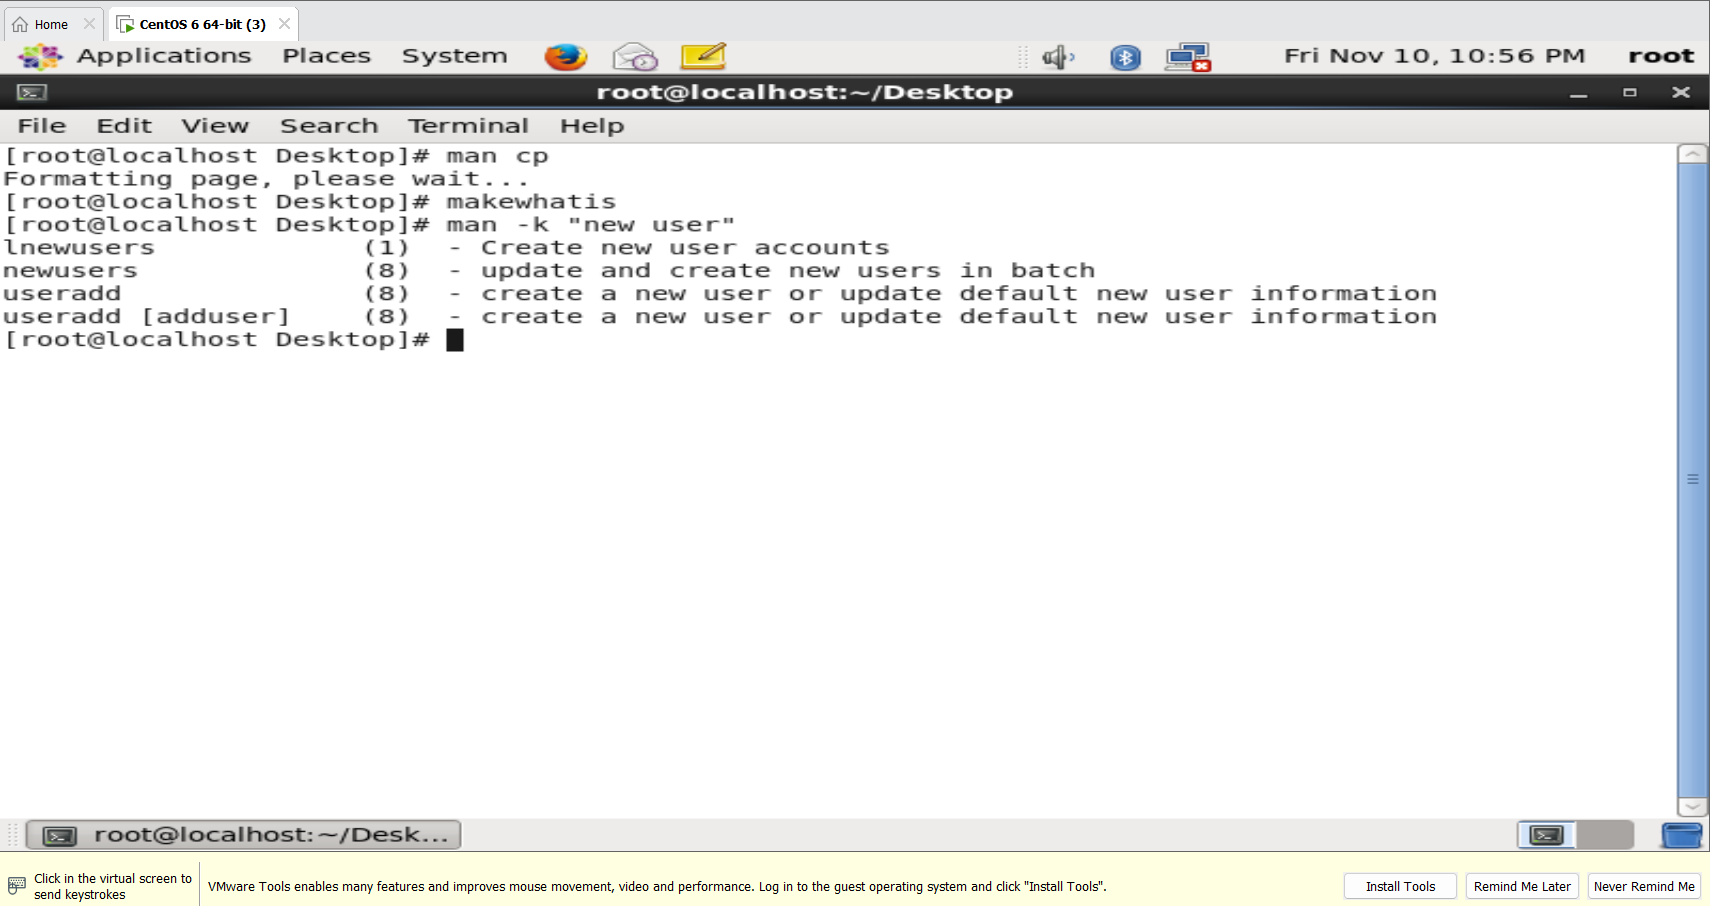 Home
CentOS 6 64-bit (3)
Applications Places System Fri Nov 10, 10:56 PM root
root@localhost:~/Desktop
File Edit View Search Terminal Help
[root@localhost Desktop]# man cp
Formatting page, please wait...
[root@localhost Desktop]# makewhatis
[root@localhost Desktop]# man -k "new user"
lnewusers (1) - Create new user accounts
newusers (8) - update and create new users in batch
useradd (8) - create a new user or update default new user information
useradd [adduser] (8) - create a new user or update default new user information
[root@localhost Desktop]#
root@localhost:~/Desk...
Click in the virtual screen to
send keystrokes
VMware Tools enables many features and improves mouse movement, video and performance. Log in to the guest operating system and click "Install Tools".
Install Tools
Remind Me Later
Never Remind Me